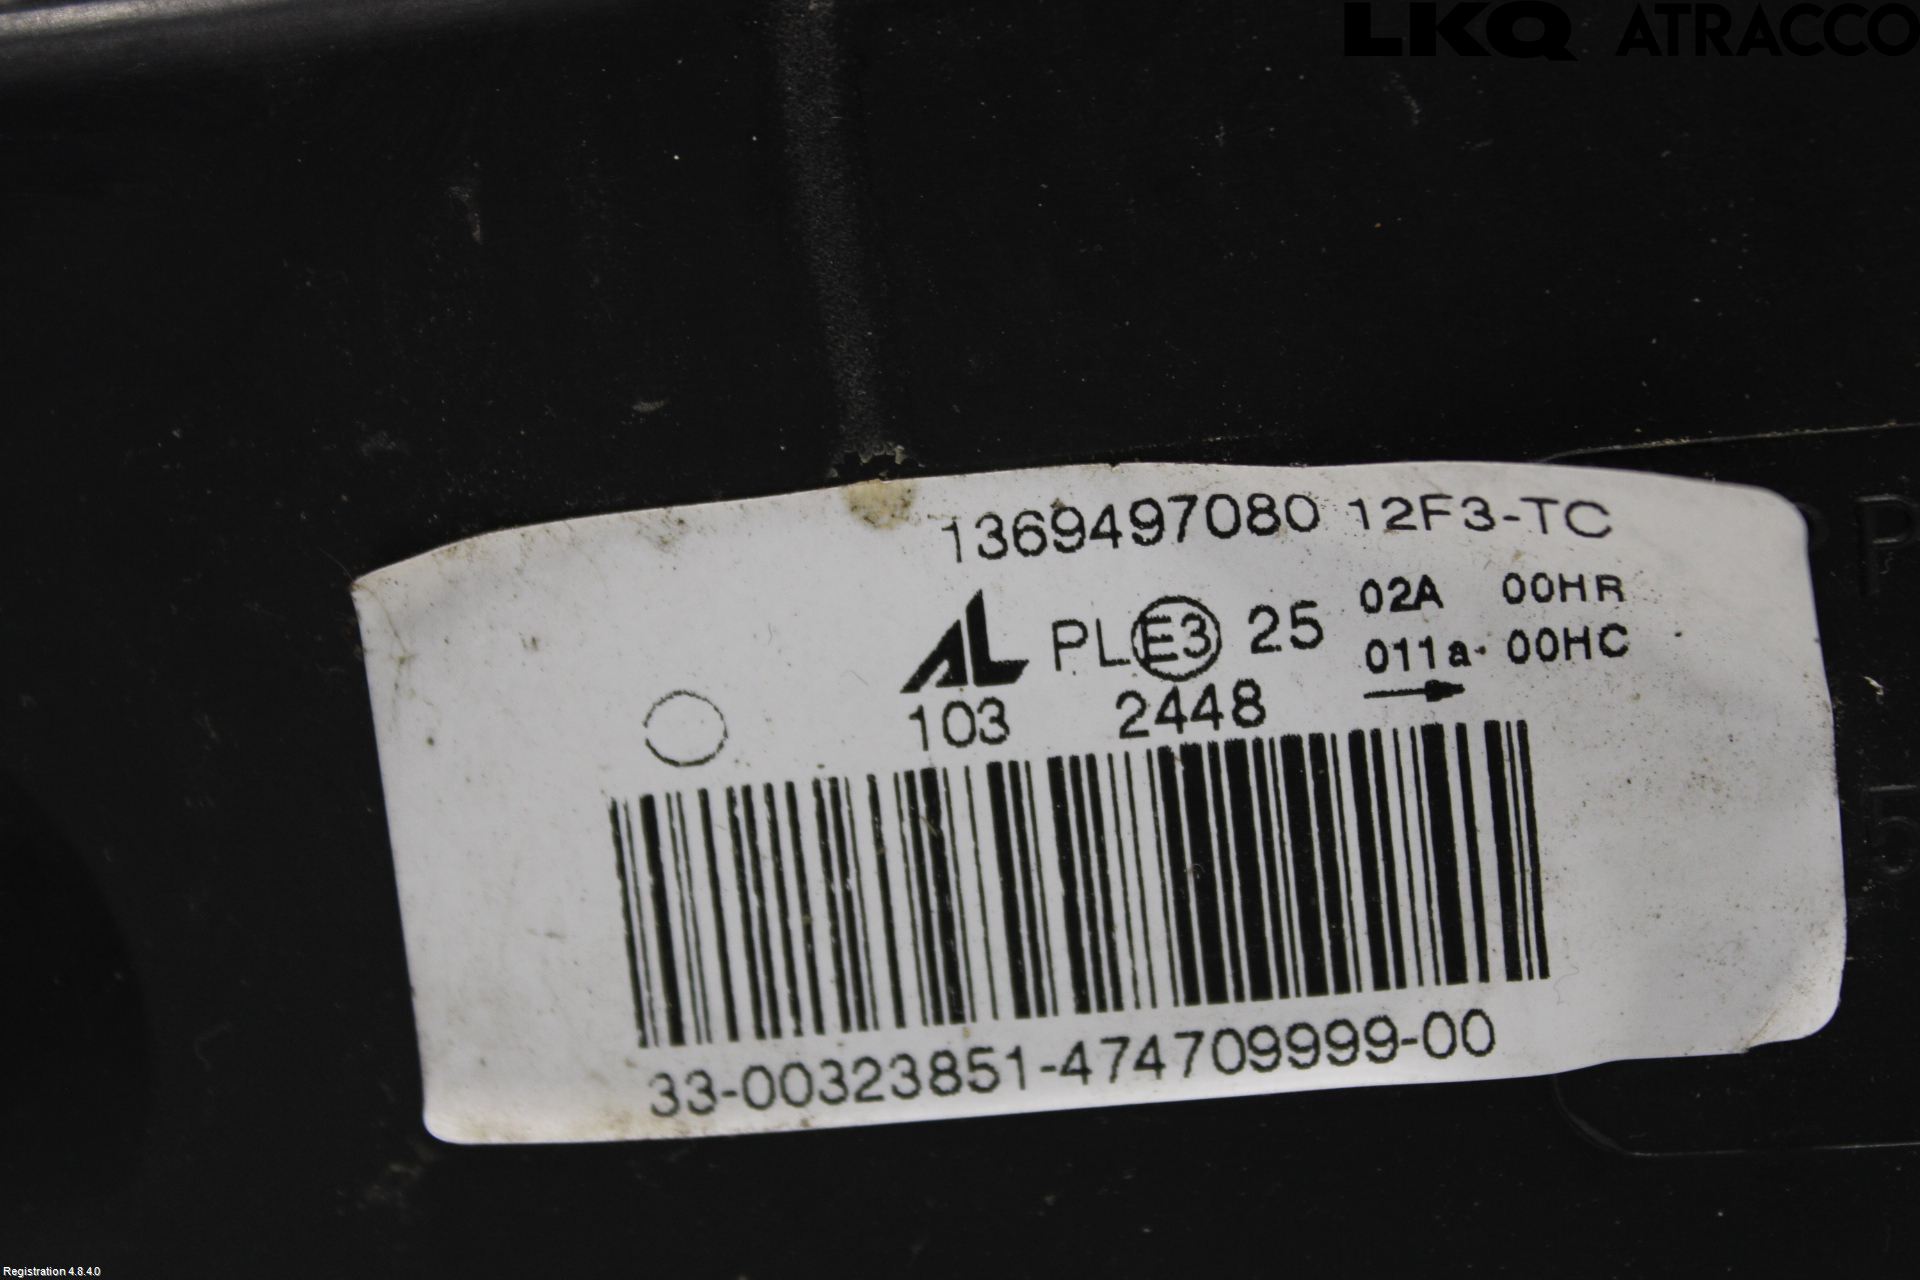 LKQ ATRACCO
1369497080 12F3-TC
AL PL E3 25 02A 00HR
011a 00HC
103 2448
33-00323851-474709999-00
Registration 4.8.4.0